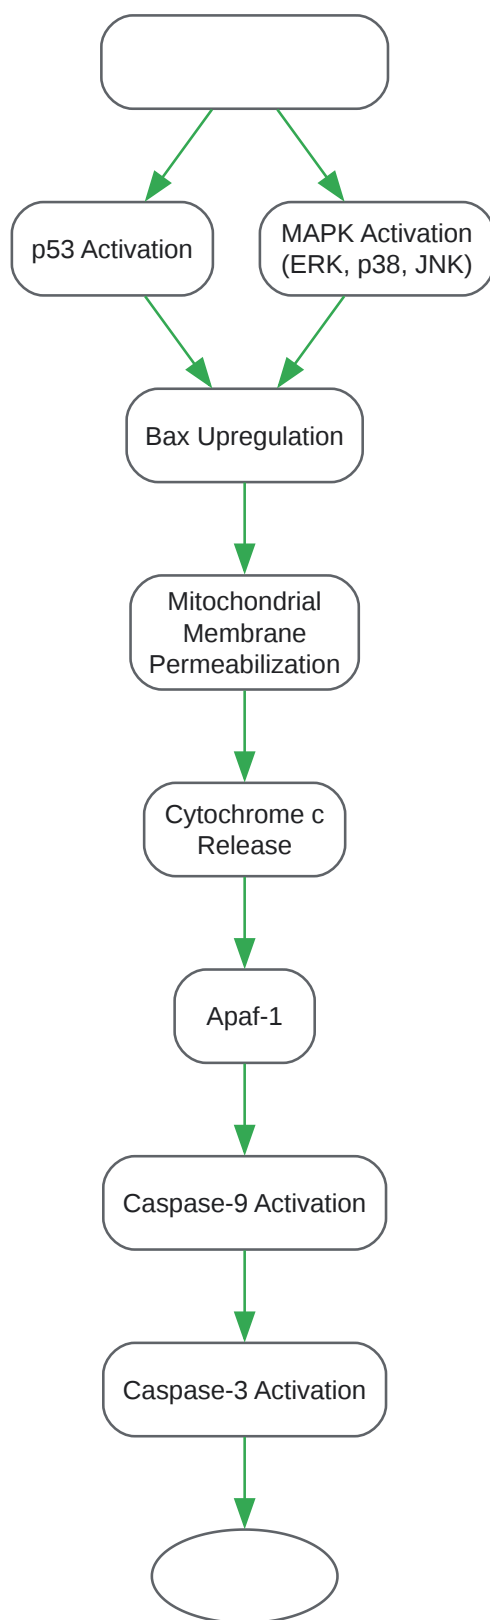 p53 Activation
MAPK Activation
(ERK, p38, JNK)
Bax Upregulation
Mitochondrial
Membrane
Permeabilization
Cytochrome c
Release
Apaf-1
Caspase-9 Activation
Caspase-3 Activation